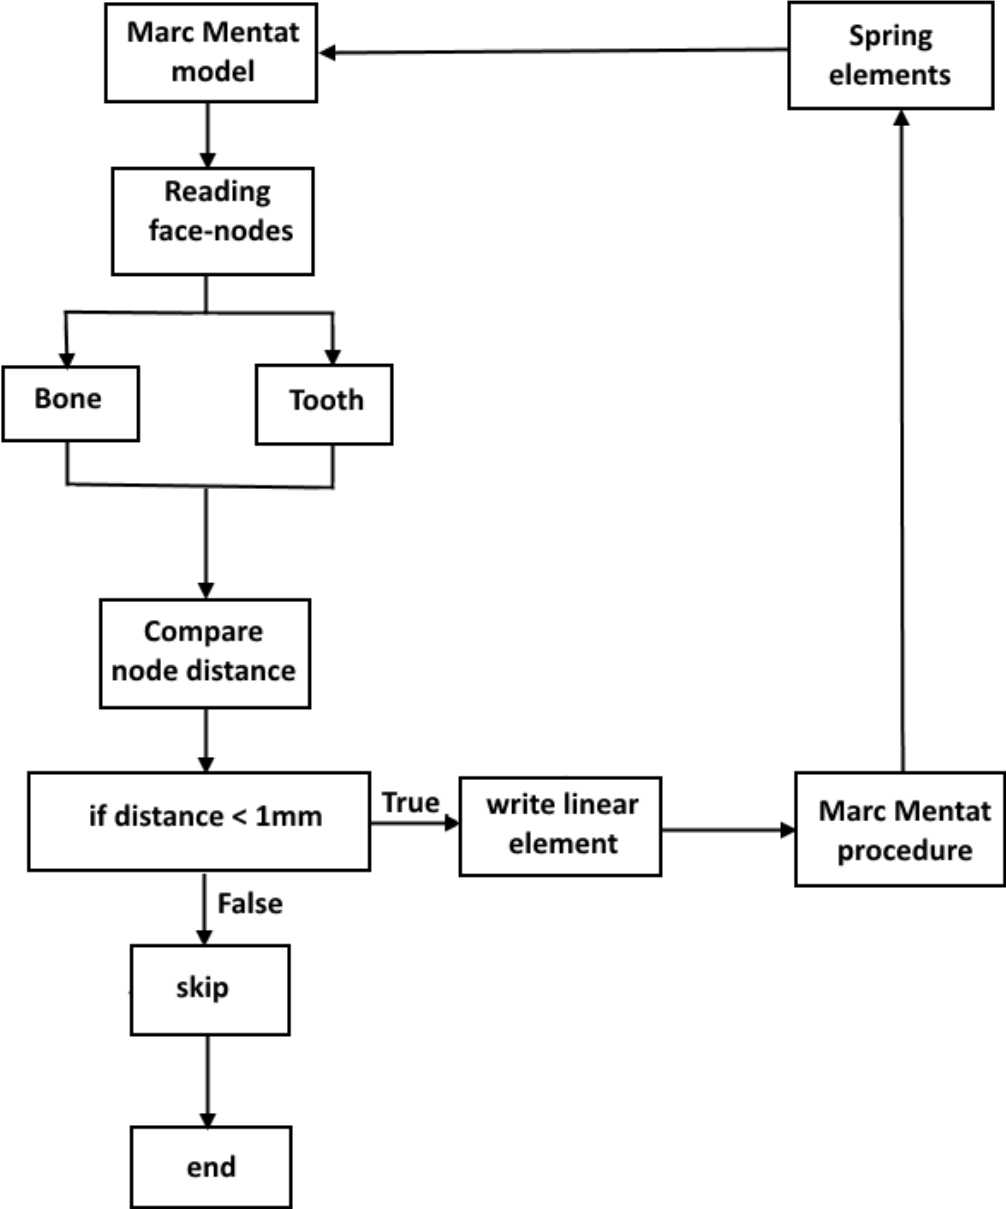 Marc Mentat
model
Spring
elements
Reading
face-nodes
Bone
Tooth
Compare
node distance
if distance < 1mm
True
write linear
element
Marc Mentat
procedure
False
skip
end